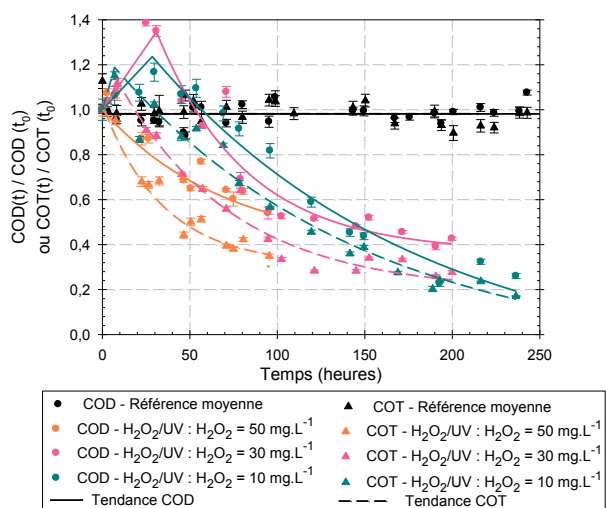 COD(t) / COD (t₀)
ou COT(t) / COT (t₀)
1,4
1,2
1,0
0,8
0,6
0,4
0,2
0,0
0 50 100 150 200 250
Temps (heures)
COD - Référence moyenne
COT - Référence moyenne
COD - H₂O₂/UV : H₂O₂ = 50 mg.L⁻¹
COT - H₂O₂/UV : H₂O₂ = 50 mg.L⁻¹
COD - H₂O₂/UV : H₂O₂ = 30 mg.L⁻¹
COT - H₂O₂/UV : H₂O₂ = 30 mg.L⁻¹
COD - H₂O₂/UV : H₂O₂ = 10 mg.L⁻¹
COT - H₂O₂/UV : H₂O₂ = 10 mg.L⁻¹
Tendance COD
Tendance COT